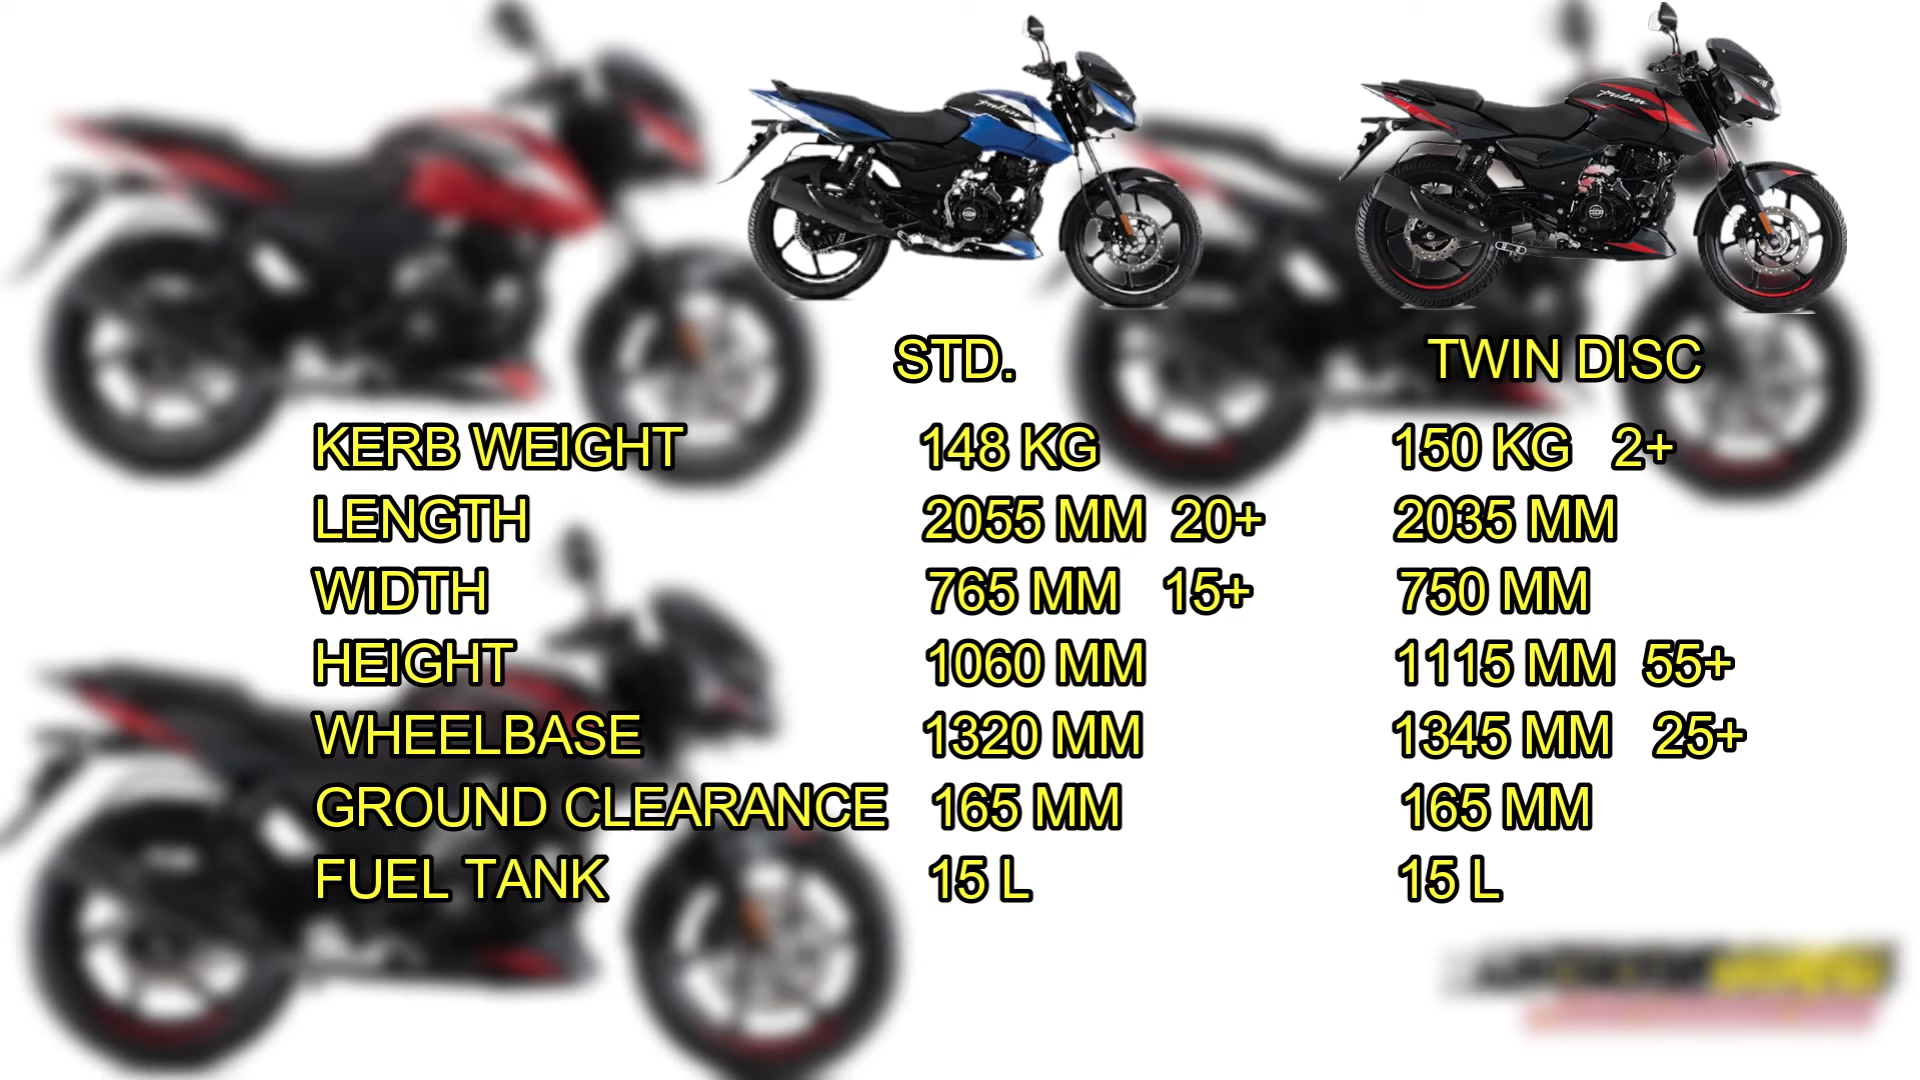 pulsar
pulsar
STD. TWIN DISC
KERB WEIGHT 148 KG 150 KG 2+
LENGTH 2055 MM 20+ 2035 MM
WIDTH 765 MM 15+ 750 MM
HEIGHT 1060 MM 1115 MM 55+
WHEELBASE 1320 MM 1345 MM 25+
GROUND CLEARANCE 165 MM 165 MM
FUEL TANK 15 L 15 L